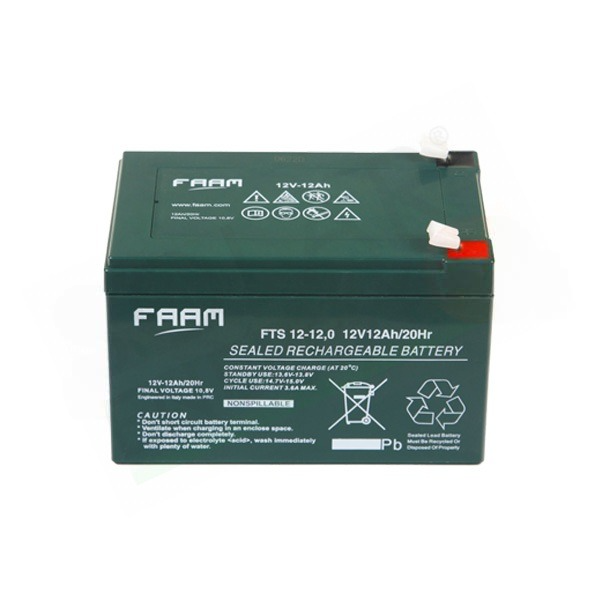 FAAM
12V-12Ah
www.faam.com
12Ah/20Hr
FINAL VOLTAGE 10,8V
FAAM
FTS 12-12,0 12V12Ah/20Hr
SEALED RECHARGEABLE BATTERY
12V-12Ah/20Hr
FINAL VOLTAGE 10,8V
Engineered in Italy made in PRC
CONSTANT VOLTAGE CHARGE (AT 20°C)
STANDBY USE:13.6V-13.8V
CYCLE USE:14.7V-15.0V
INITIAL CURRENT 3.6A MAX.
NONSPILLABLE
CAUTION
* Don't short circuit battery terminal.
* Ventilate when charging in an enclose space.
* Don't discharge completely.
* If exposed to electrolyte <acid>, wash immediately
with plenty of water.
Pb
Sealed Lead Battery
Must Be Recycled Or
Disposed Of Properly